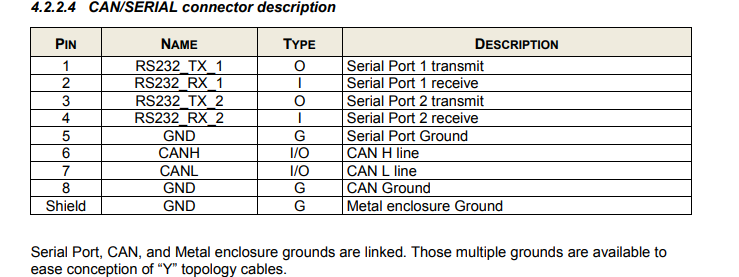 4.2.2.4 CAN/SERIAL connector description
PIN NAME TYPE DESCRIPTION
1 RS232_TX_1 O Serial Port 1 transmit
2 RS232_RX_1 I Serial Port 1 receive
3 RS232_TX_2 O Serial Port 2 transmit
4 RS232_RX_2 I Serial Port 2 receive
5 GND G Serial Port Ground
6 CANH I/O CAN H line
7 CANL I/O CAN L line
8 GND G CAN Ground
Shield GND G Metal enclosure Ground
Serial Port, CAN, and Metal enclosure grounds are linked. Those multiple grounds are available to
ease conception of “Y” topology cables.